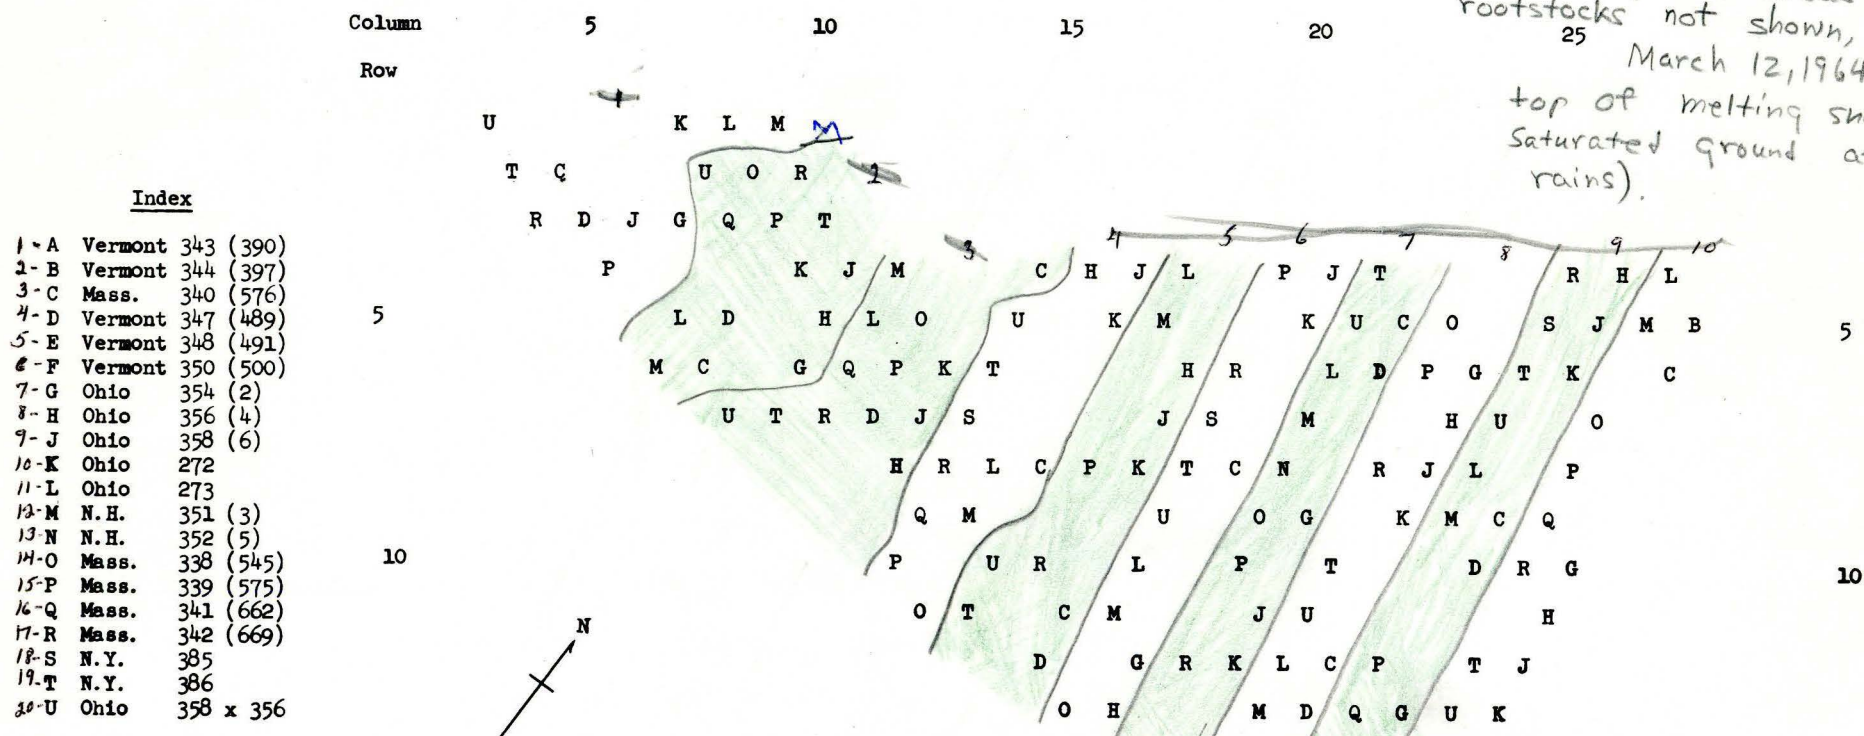 Column 5 10 15 20 25
Row
rootstocks not shown,
March 12, 1964
top of melting
Saturated ground
rains).
1
U K L M M
T Q U O R 2
R D J G Q P T
3 4 5 6 7 8 9 10
P K J M C H J L P J T R H L
5 L D H L O U K M K U C O S J M B 5
M C G Q P K T H R L D P G T K C
U T R D J S J S M H U O
H R L C P K T C N R J L P
Q M U O G K M C Q
10 P U R L P T D R G 10
O T C M J U H
D G R K L C P T J
O H M D Q G U K
Index
1-A Vermont 343 (390)
2-B Vermont 344 (397)
3-C Mass. 340 (576)
4-D Vermont 347 (489)
5-E Vermont 348 (491)
6-F Vermont 350 (500)
7-G Ohio 354 (2)
8-H Ohio 356 (4)
9-J Ohio 358 (6)
10-K Ohio 272
11-L Ohio 273
12-M N.H. 351 (3)
13-N N.H. 352 (5)
14-O Mass. 338 (545)
15-P Mass. 339 (575)
16-Q Mass. 341 (662)
17-R Mass. 342 (669)
18-S N.Y. 385
19-T N.Y. 386
20-U Ohio 358 x 356
N